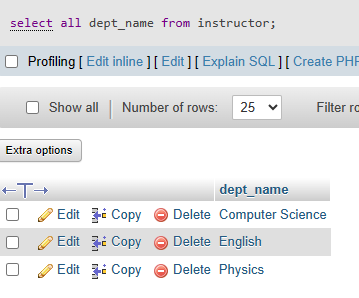 select all dept_name from instructor;
Profiling [ Edit inline ] [ Edit ] [ Explain SQL ] [ Create PHP
Show all Number of rows: 25 Filter ro
Extra options
←T→ dept_name
Edit Copy Delete Computer Science
Edit Copy Delete English
Edit Copy Delete Physics